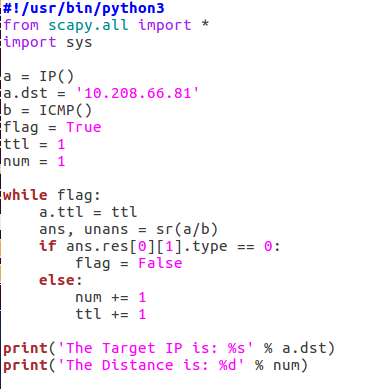 #!/usr/bin/python3
from scapy.all import *
import sys
a = IP()
a.dst = '10.208.66.81'
b = ICMP()
flag = True
ttl = 1
num = 1
while flag:
    a.ttl = ttl
    ans, unans = sr(a/b)
    if ans.res[0][1].type == 0:
        flag = False
    else:
        num += 1
        ttl += 1
print('The Target IP is: %s' % a.dst)
print('The Distance is: %d' % num)